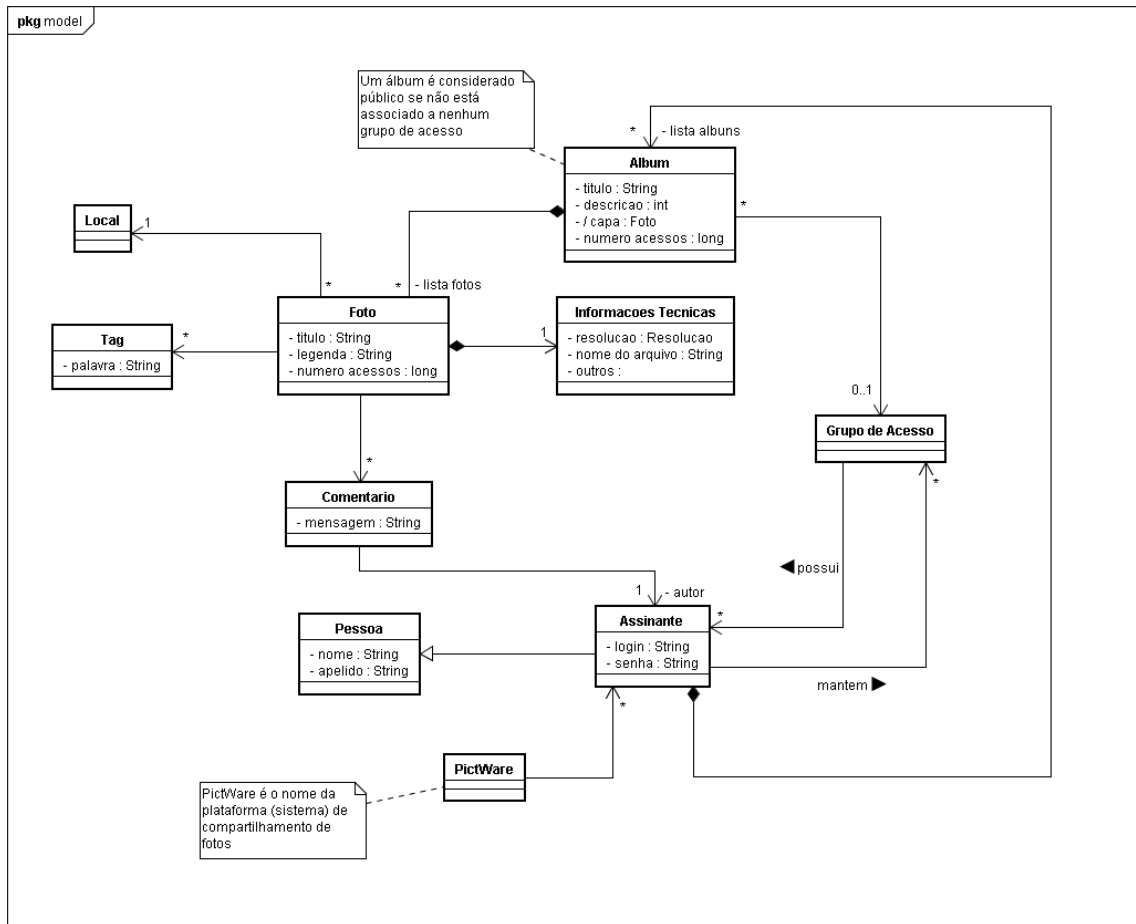 pkg model
Um álbum é considerado
público se não está
associado a nenhum
grupo de acesso
* - lista albuns
Album
- titulo : String
- descricao : int
- / capa : Foto
- numero acessos : long
*
Local
1
*
* - lista fotos
Foto
- titulo : String
- legenda : String
- numero acessos : long
Informacoes Tecnicas
- resolucao : Resolucao
- nome do arquivo : String
- outros :
1
Tag
- palavra : String
*
0..1
Grupo de Acesso
*
*
Comentario
- mensagem : String
◀ possui
1 - autor
*
Assinante
- login : String
- senha : String
Pessoa
- nome : String
- apelido : String
mantem ▶
*
PictWare
PictWare é o nome da
plataforma (sistema) de
compartilhamento de
fotos